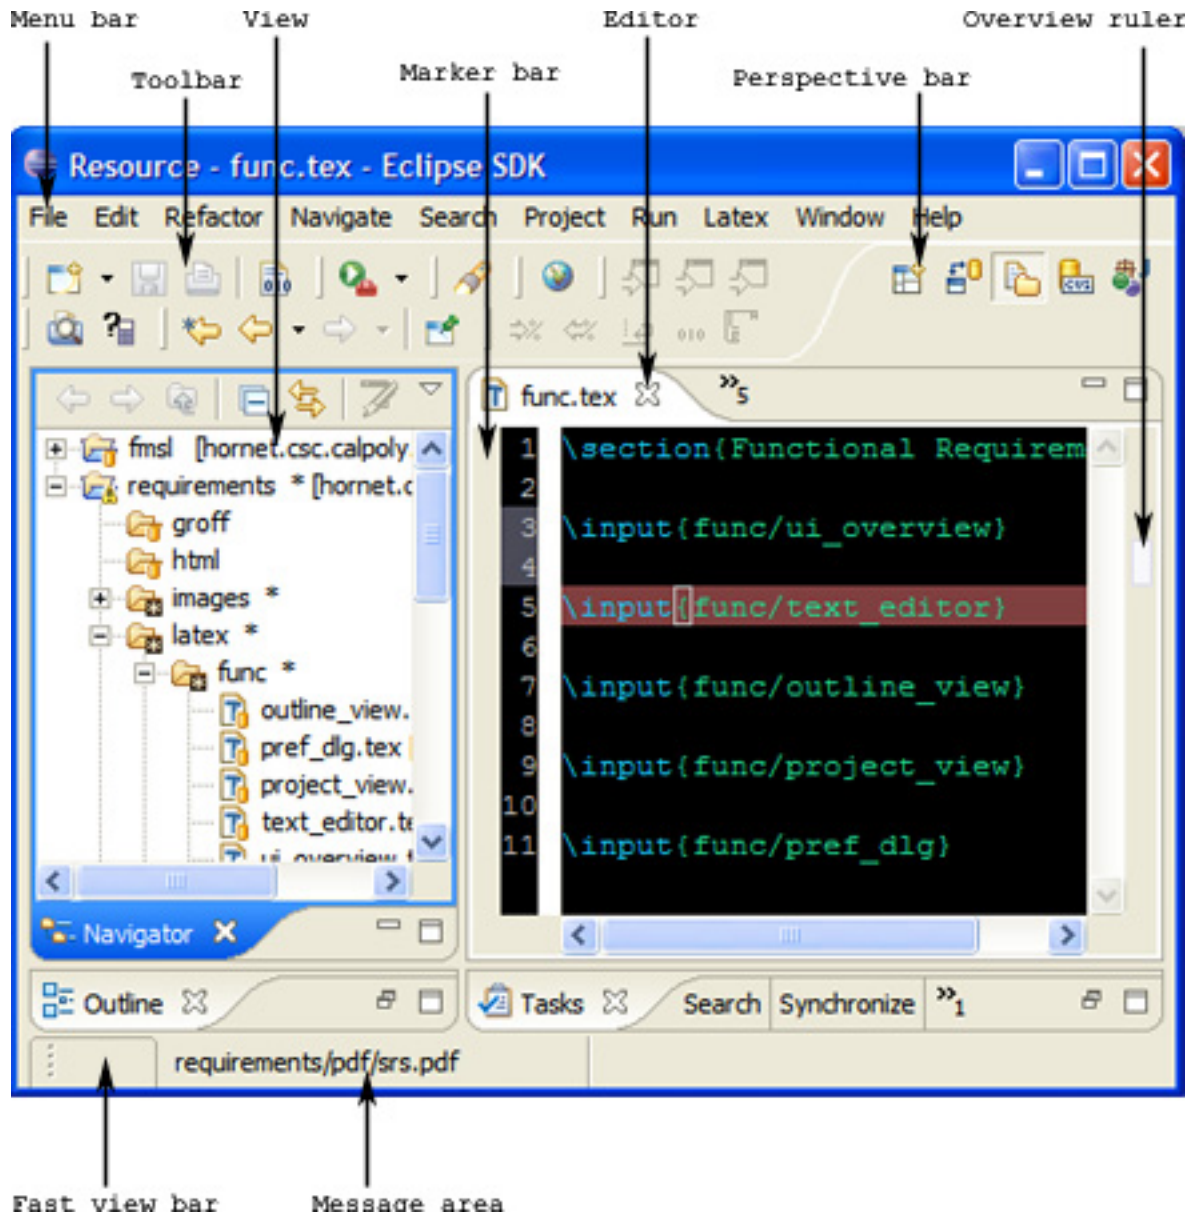 Menu bar View Editor Overview ruler
Toolbar Marker bar Perspective bar
Resource - func.tex - Eclipse SDK
File Edit Refactor Navigate Search Project Run Latex Window Help
func.tex »5
fmsl [hornet.csc.calpoly.
requirements * [hornet.c
groff
html
images *
latex *
func *
outline_view.
pref_dlg.tex
project_view.
text_editor.te
ui_overview.t
Navigator
1 \section{Functional Requirem
2
3 \input{func/ui_overview}
4
5 \input{func/text_editor}
6
7 \input{func/outline_view}
8
9 \input{func/project_view}
10
11 \input{func/pref_dlg}
Outline
Tasks Search Synchronize »1
requirements/pdf/srs.pdf
Fast view bar Message area